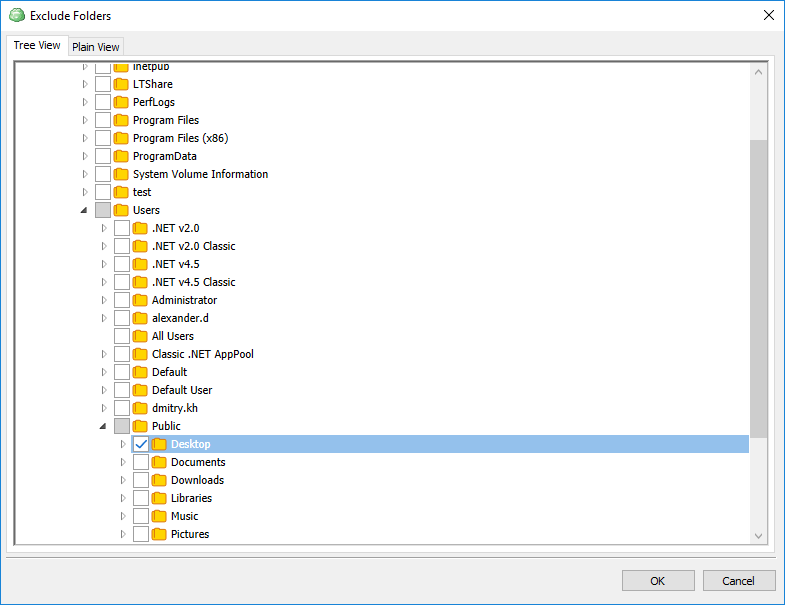 Exclude Folders
Tree View
Plain View
inetpub
LTShare
PerfLogs
Program Files
Program Files (x86)
ProgramData
System Volume Information
test
Users
.NET v2.0
.NET v2.0 Classic
.NET v4.5
.NET v4.5 Classic
Administrator
alexander.d
All Users
Classic .NET AppPool
Default
Default User
dmitry.kh
Public
Desktop
Documents
Downloads
Libraries
Music
Pictures
OK
Cancel